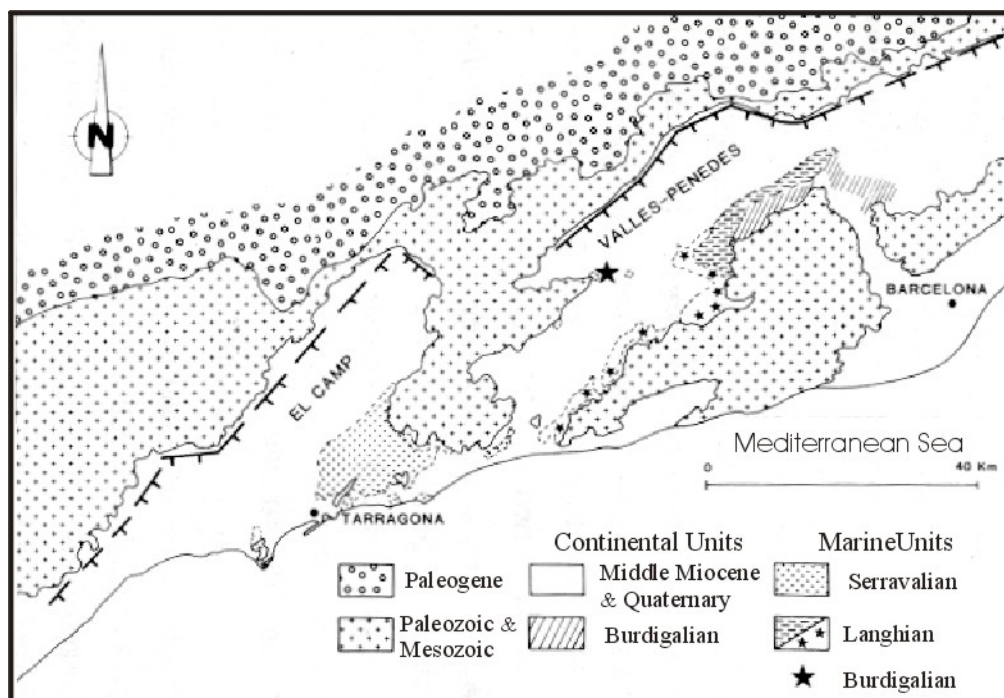 N
VALLES-PENEDES
BARCELONA
EL CAMP
Mediterranean Sea
0 40 Km
TARRAGONA
Continental Units
MarineUnits
Paleogene
Middle Miocene
& Quaternary
Serravalian
Paleozoic &
Mesozoic
Burdigalian
Langhian
Burdigalian